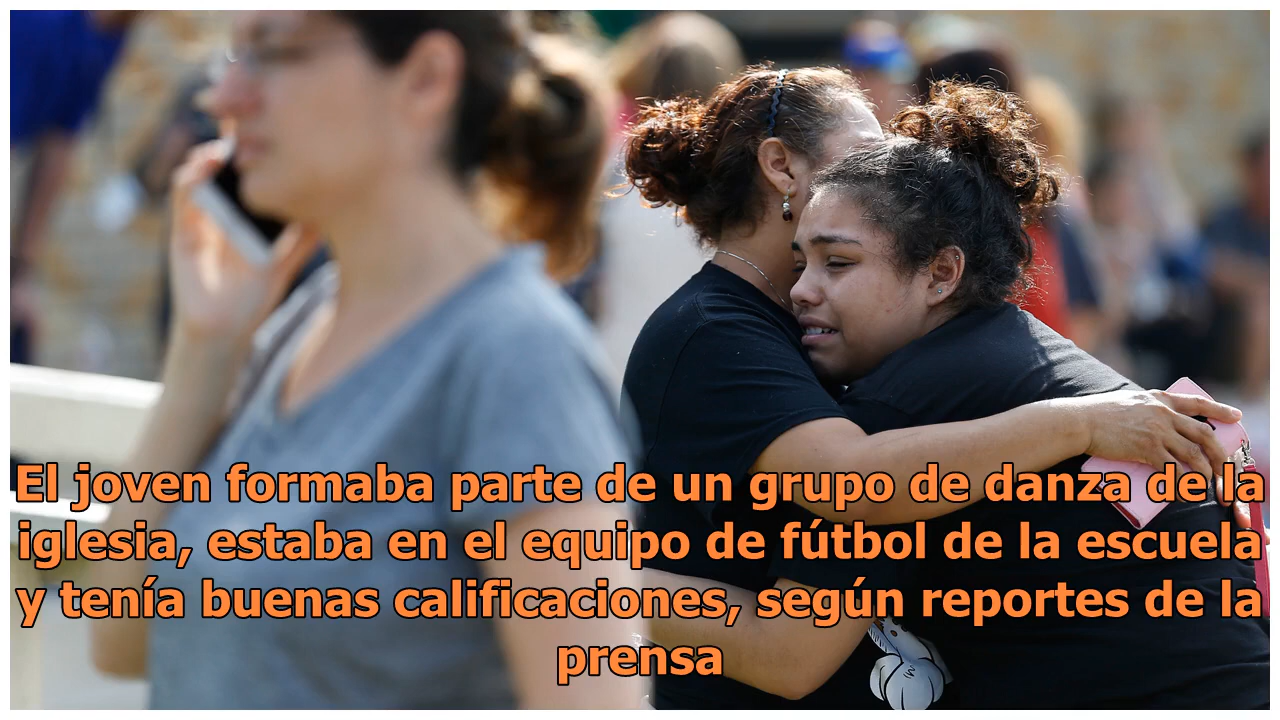 El joven formaba parte de un grupo de danza de la
iglesia, estaba en el equipo de fútbol de la escuela
y tenía buenas calificaciones, según reportes de la
prensa